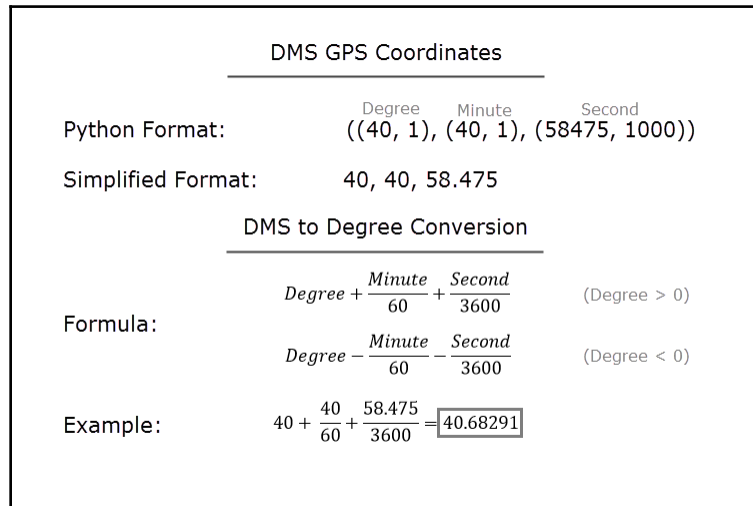 DMS GPS Coordinates
Degree Minute Second
Python Format: ((40, 1), (40, 1), (58475, 1000))
Simplified Format: 40, 40, 58.475
DMS to Degree Conversion
Formula:
Degree + Minute/60 + Second/3600 (Degree > 0)
Degree − Minute/60 − Second/3600 (Degree < 0)
Example: 40 + 40/60 + 58.475/3600 = 40.68291